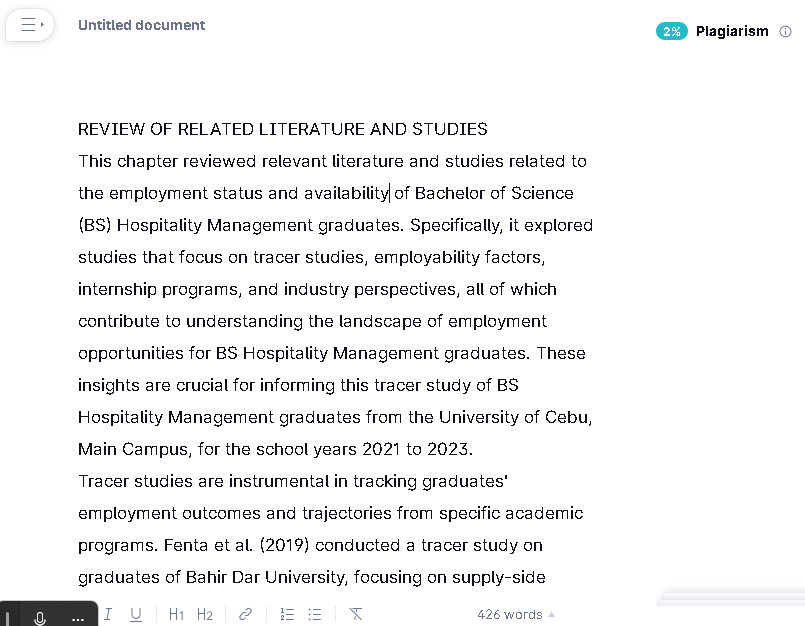 Untitled document
2% Plagiarism
REVIEW OF RELATED LITERATURE AND STUDIES
This chapter reviewed relevant literature and studies related to
the employment status and availability of Bachelor of Science
(BS) Hospitality Management graduates. Specifically, it explored
studies that focus on tracer studies, employability factors,
internship programs, and industry perspectives, all of which
contribute to understanding the landscape of employment
opportunities for BS Hospitality Management graduates. These
insights are crucial for informing this tracer study of BS
Hospitality Management graduates from the University of Cebu,
Main Campus, for the school years 2021 to 2023.
Tracer studies are instrumental in tracking graduates'
employment outcomes and trajectories from specific academic
programs. Fenta et al. (2019) conducted a tracer study on
graduates of Bahir Dar University, focusing on supply-side
I U H1 H2 426 words